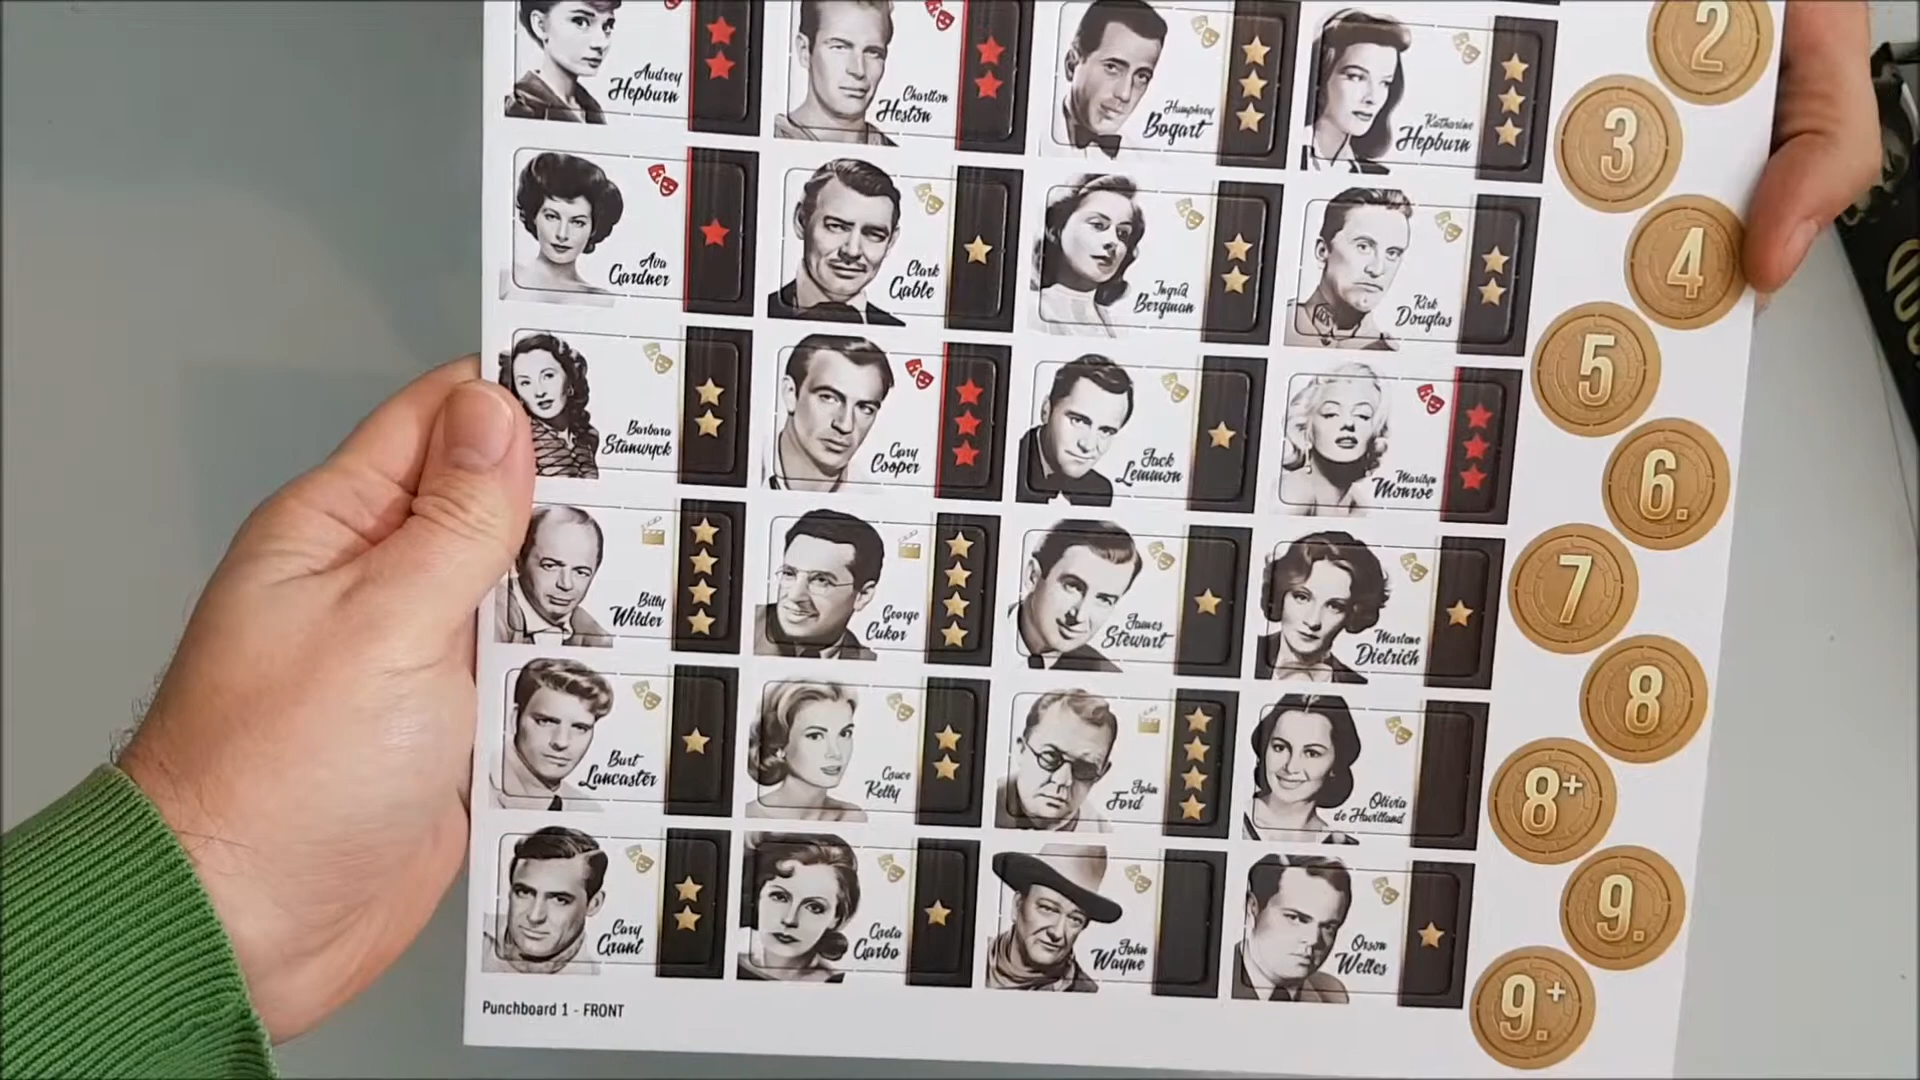 Audrey
Hepburn
Charlton
Heston
Humphrey
Bogart
Katharine
Hepburn
2
3
Ava
Gardner
Clark
Gable
Ingrid
Bergman
Kirk
Douglas
4
5
Barbara
Stanwyck
Gary
Cooper
Jack
Lemmon
Marilyn
Monroe
6.
Billy
Wilder
George
Cukor
James
Stewart
Marlene
Dietrich
7
8
Burt
Lancaster
Grace
Kelly
John
Ford
Olivia
de Havilland
8+
Cary
Grant
Greta
Garbo
John
Wayne
Orson
Welles
9.
9.+
Punchboard 1 - FRONT